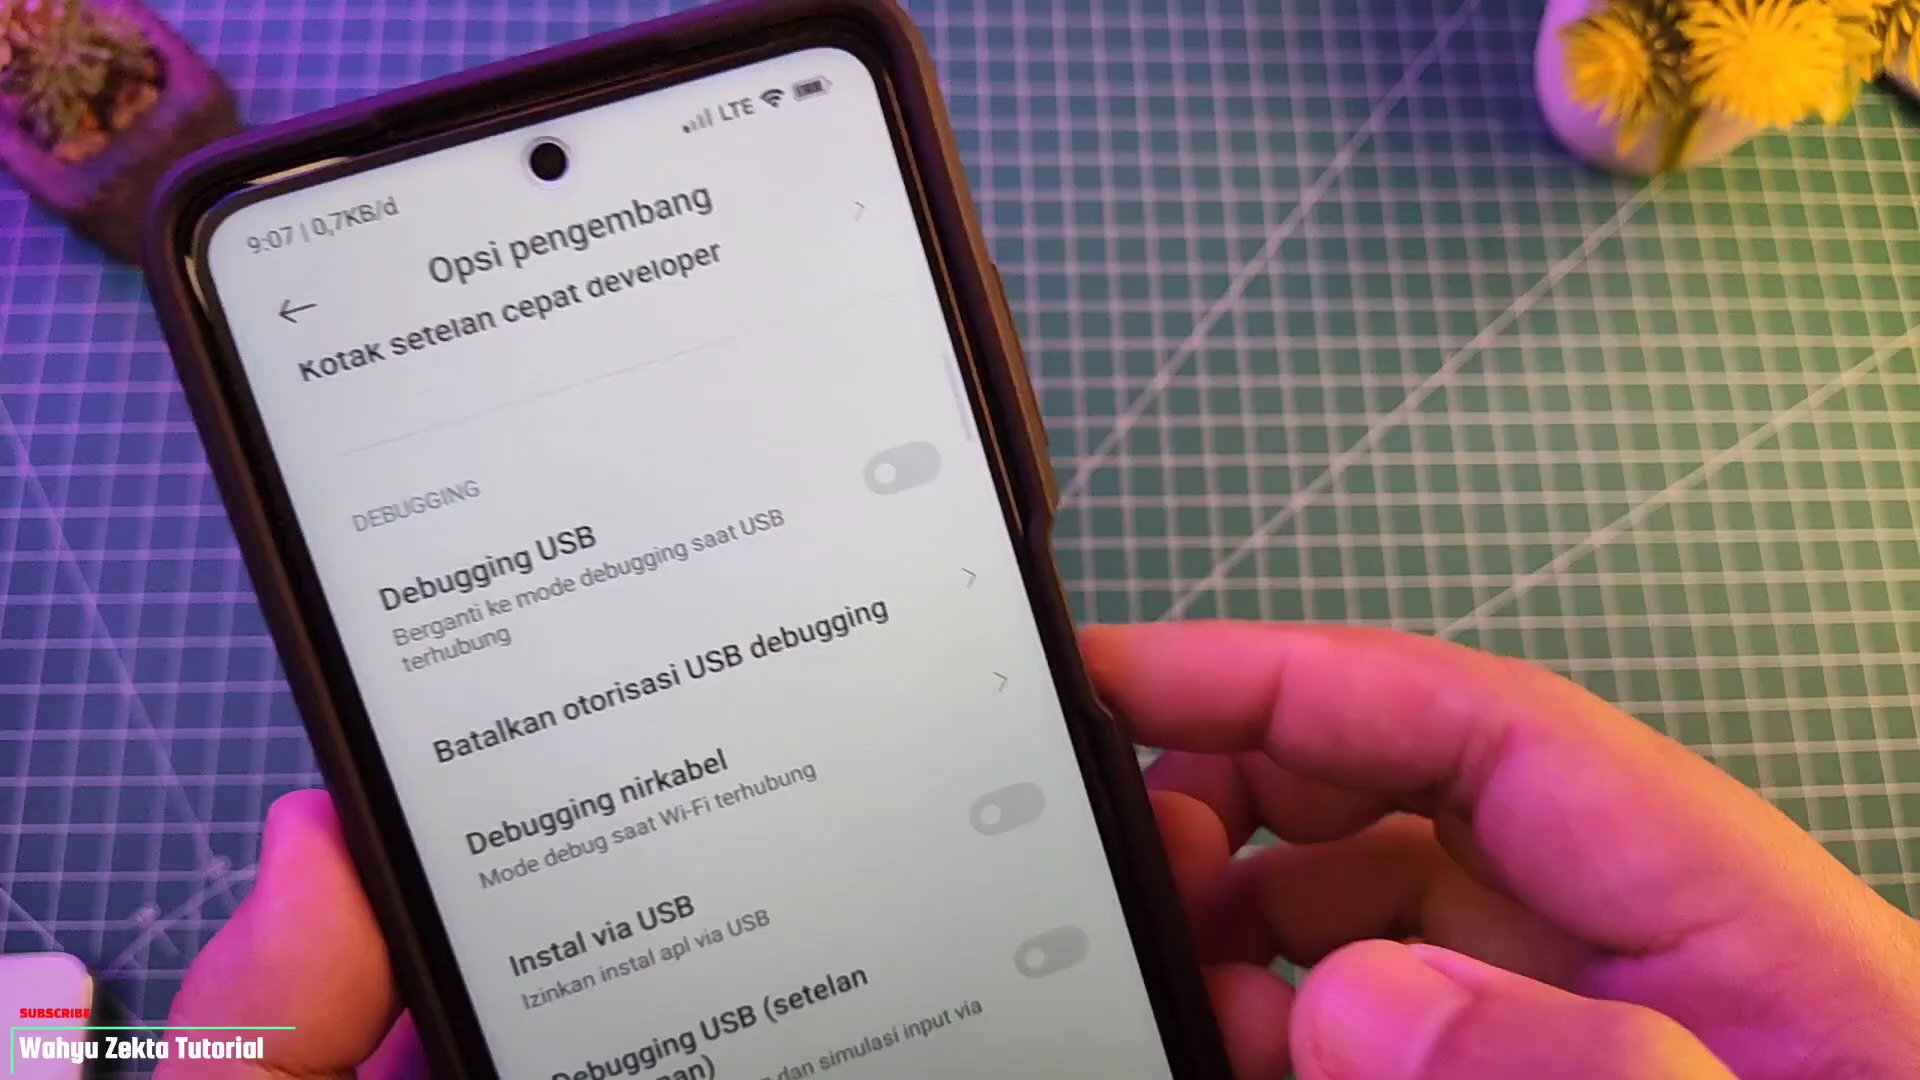 9:07 | 0,7KB/d
LTE
Opsi pengembang
Kotak setelan cepat developer
DEBUGGING
Debugging USB
Berganti ke mode debugging saat USB
terhubung
Batalkan otorisasi USB debugging
Debugging nirkabel
Mode debug saat Wi-Fi terhubung
Instal via USB
Izinkan instal apl via USB
Debugging USB (setelan
dan simulasi input via
SUBSCRIBE
Wahyu Zekta Tutorial